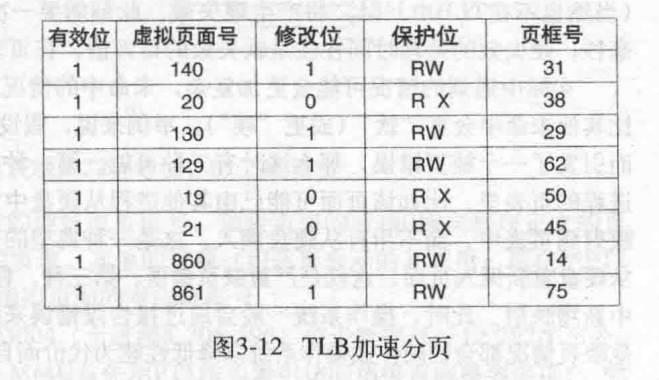 有效位 虚拟页面号 修改位 保护位 页框号
1 140 1 RW 31
1 20 0 R X 38
1 130 1 RW 29
1 129 1 RW 62
1 19 0 R X 50
1 21 0 R X 45
1 860 1 RW 14
1 861 1 RW 75
图3-12 TLB加速分页